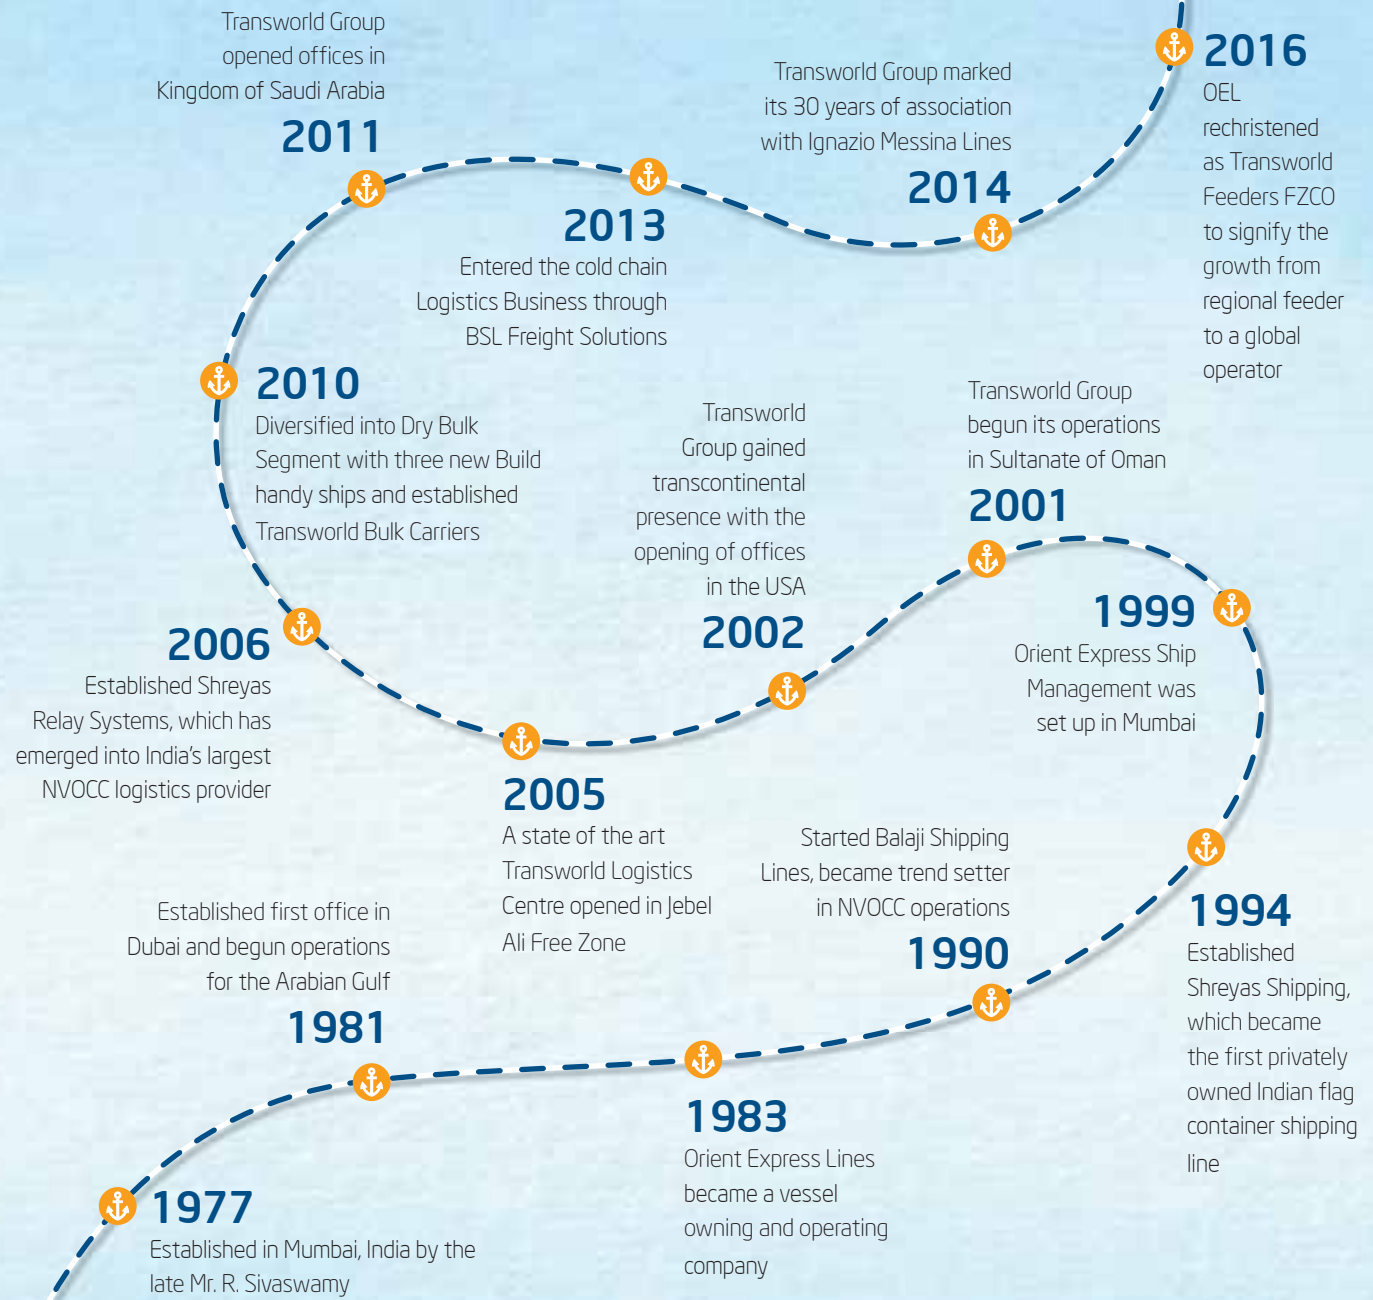 Transworld Group
opened offices in
Kingdom of Saudi Arabia
2011
2013
Entered the cold chain
Logistics Business through
BSL Freight Solutions
Transworld Group marked
its 30 years of association
with Ignazio Messina Lines
2014
2016
OEL
rechristened
as Transworld
Feeders FZCO
to signify the
growth from
regional feeder
to a global
operator
2010
Diversified into Dry Bulk
Segment with three new Build
handy ships and established
Transworld Bulk Carriers
Transworld
Group gained
transcontinental
presence with the
opening of offices
in the USA
2002
Transworld Group
begun its operations
in Sultanate of Oman
2001
1999
Orient Express Ship
Management was
set up in Mumbai
2006
Established Shreyas
Relay Systems, which has
emerged into India's largest
NVOCC logistics provider
2005
A state of the art
Transworld Logistics
Centre opened in Jebel
Ali Free Zone
Started Balaji Shipping
Lines, became trend setter
in NVOCC operations
1990
1994
Established
Shreyas Shipping,
which became
the first privately
owned Indian flag
container shipping
line
Established first office in
Dubai and begun operations
for the Arabian Gulf
1981
1983
Orient Express Lines
became a vessel
owning and operating
company
1977
Established in Mumbai, India by the
late Mr. R. Sivaswamy